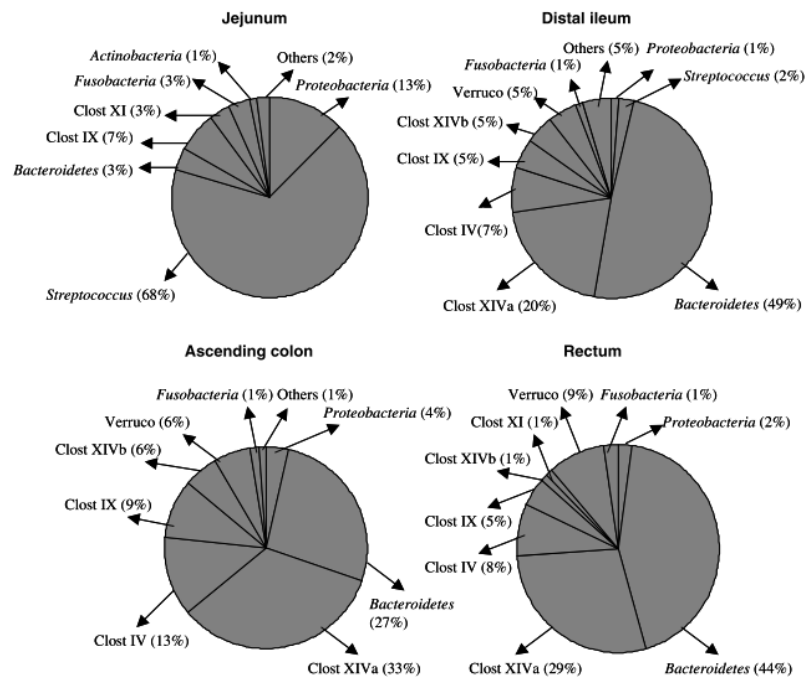 Jejunum
Actinobacteria (1%)
Others (2%)
Fusobacteria (3%)
Proteobacteria (13%)
Clost XI (3%)
Clost IX (7%)
Bacteroidetes (3%)
Streptococcus (68%)
Distal ileum
Others (5%)
Proteobacteria (1%)
Fusobacteria (1%)
Streptococcus (2%)
Verruco (5%)
Clost XIVb (5%)
Clost IX (5%)
Clost IV(7%)
Clost XIVa (20%)
Bacteroidetes (49%)
Ascending colon
Fusobacteria (1%)
Others (1%)
Proteobacteria (4%)
Verruco (6%)
Clost XIVb (6%)
Clost IX (9%)
Bacteroidetes
(27%)
Clost IV (13%)
Clost XIVa (33%)
Rectum
Verruco (9%)
Fusobacteria (1%)
Clost XI (1%)
Proteobacteria (2%)
Clost XIVb (1%)
Clost IX (5%)
Clost IV (8%)
Clost XIVa (29%)
Bacteroidetes (44%)